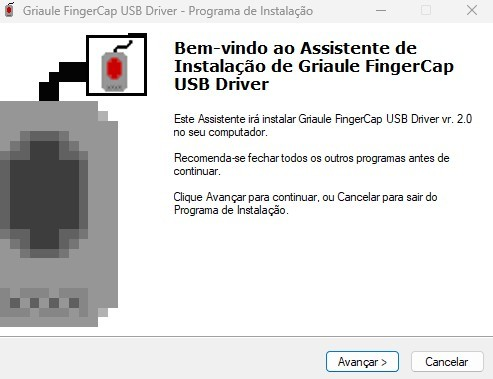 Griaule FingerCap USB Driver - Programa de Instalação
Bem-vindo ao Assistente de
Instalação de Griaule FingerCap
USB Driver
Este Assistente irá instalar Griaule FingerCap USB Driver vr. 2.0
no seu computador.
Recomenda-se fechar todos os outros programas antes de
continuar.
Clique Avançar para continuar, ou Cancelar para sair do
Programa de Instalação.
Avançar >
Cancelar